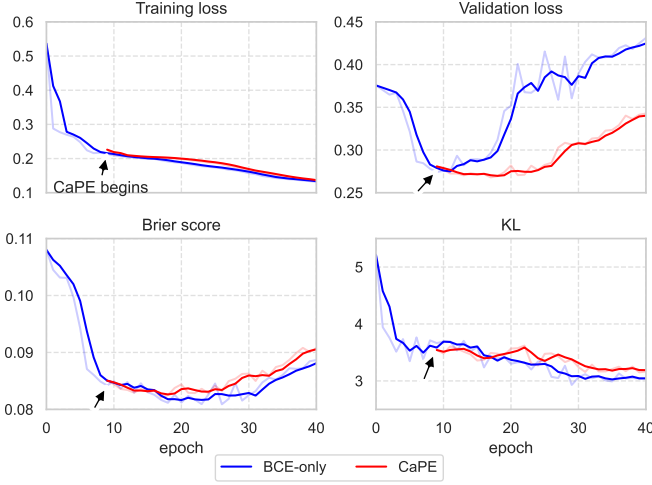 Training loss
Validation loss
0.6
0.5
0.4
0.3
0.2
0.1
CaPE begins
0.45
0.40
0.35
0.30
0.25
Brier score
KL
0.11
0.10
0.09
0.08
0 10 20 30 40
epoch
5
4
3
0 10 20 30 40
epoch
BCE-only CaPE